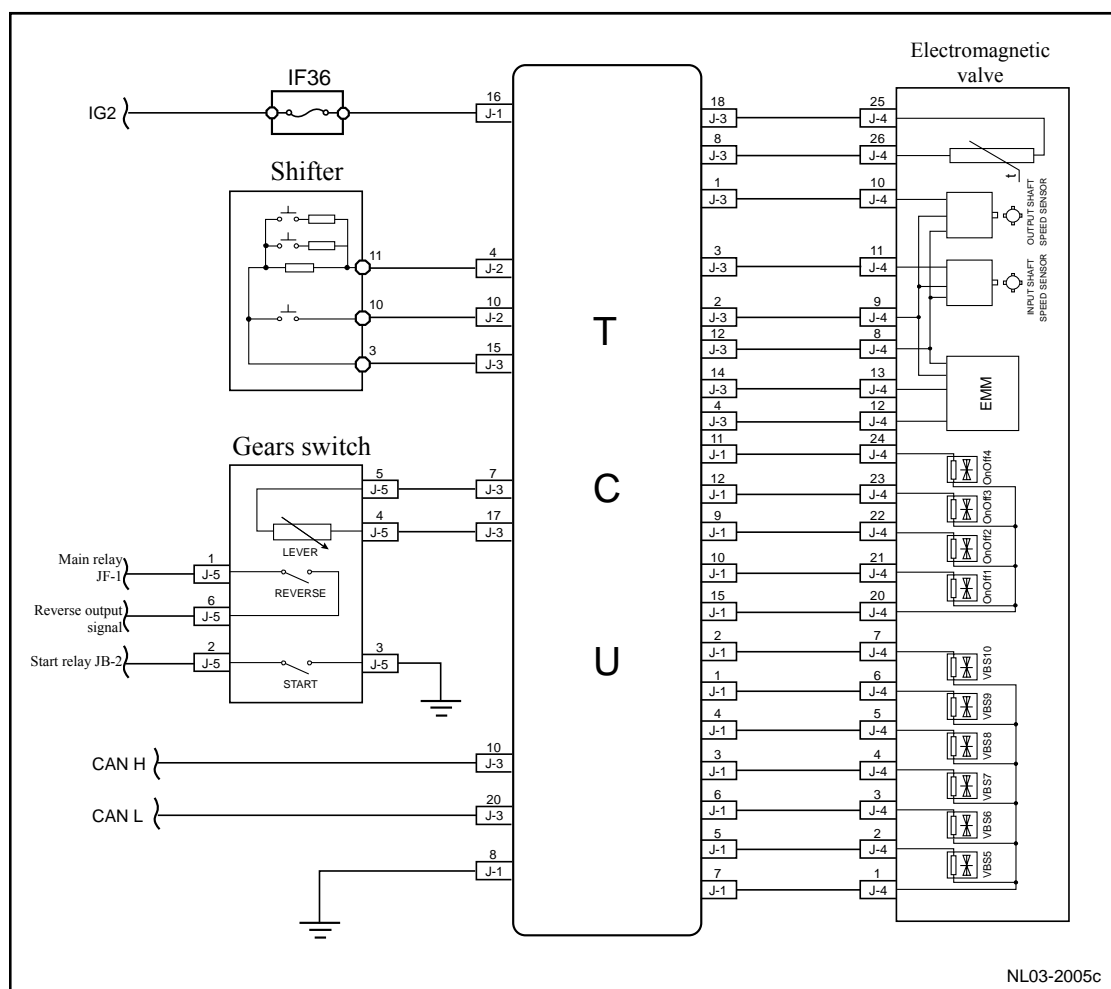 Electromagnetic
valve
IF36
IG2
16
J-1
Shifter
11
4
J-2
10
10
J-2
3
15
J-3
Gears switch
5
J-5
7
J-3
4
J-5
17
J-3
LEVER
Main relay
JF-1
1
J-5
REVERSE
Reverse output
signal
6
J-5
Start relay JB-2
2
J-5
3
J-5
START
CAN H
10
J-3
CAN L
20
J-3
8
J-1
T
C
U
18
J-3
25
J-4
8
J-3
26
J-4
t
1
J-3
10
J-4
OUTPUT SHAFT
SPEED SENSOR
3
J-3
11
J-4
INPUT SHAFT
SPEED SENSOR
2
J-3
9
J-4
12
J-3
8
J-4
14
J-3
13
J-4
EMM
4
J-3
12
J-4
11
J-1
24
J-4
OnOff4
12
J-1
23
J-4
OnOff3
9
J-1
22
J-4
OnOff2
10
J-1
21
J-4
OnOff1
15
J-1
20
J-4
2
J-1
7
J-4
VBS10
1
J-1
6
J-4
VBS9
4
J-1
5
J-4
VBS8
3
J-1
4
J-4
VBS7
6
J-1
3
J-4
VBS6
5
J-1
2
J-4
VBS5
7
J-1
1
J-4
NL03-2005c